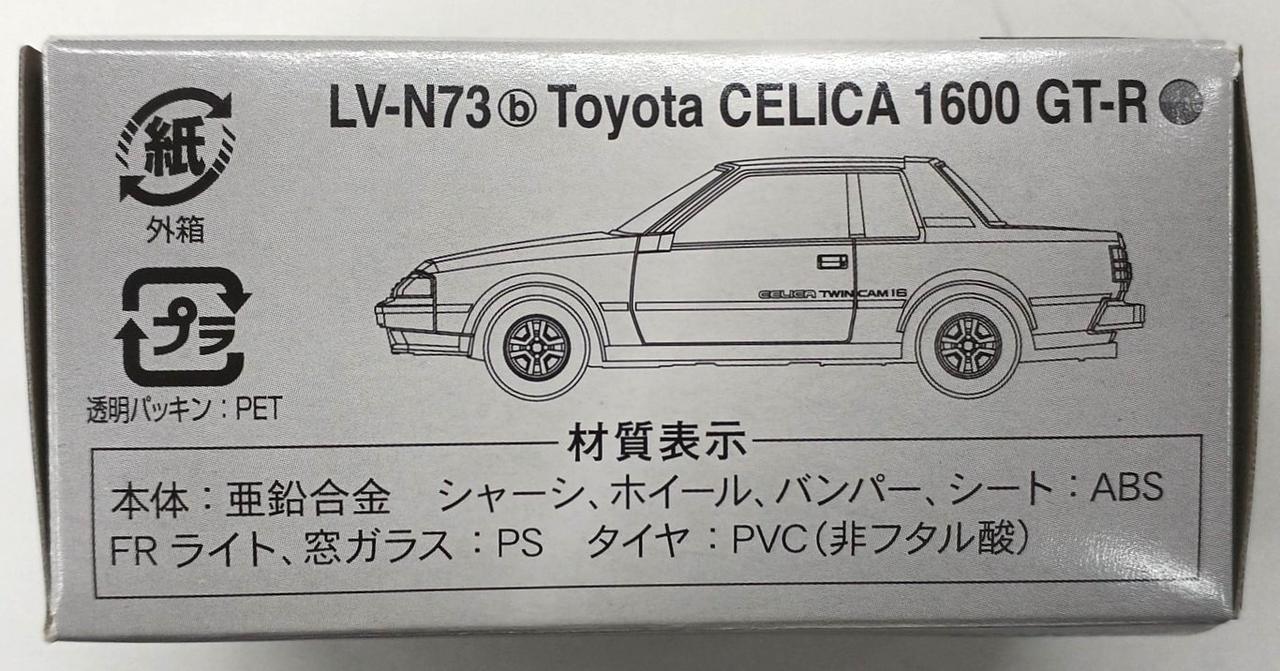 LV-N73ⓑ Toyota CELICA 1600 GT-R
紙
外箱
プラ
透明パッキン：PET
CELICA TWINCAM 16
材質表示
本体：亜鉛合金　シャーシ、ホイール、バンパー、シート：ABS
FRライト、窓ガラス：PS　タイヤ：PVC（非フタル酸）